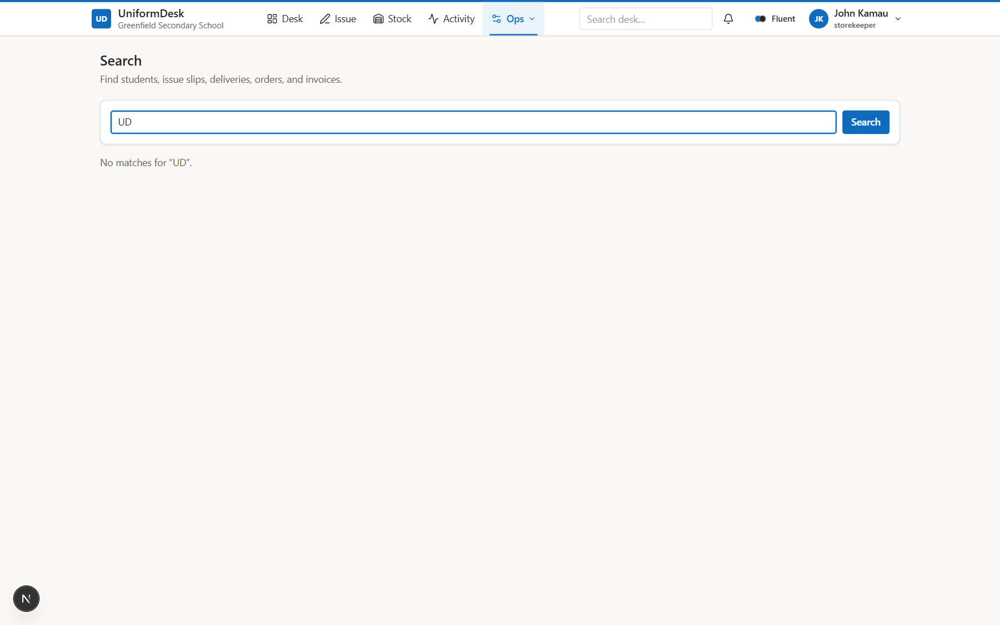 UD
UniformDesk
Greenfield Secondary School
Desk
Issue
Stock
Activity
Ops
Search desk...
Fluent
JK
John Kamau
storekeeper
Search
Find students, issue slips, deliveries, orders, and invoices.
UD
Search
No matches for “UD”.
N